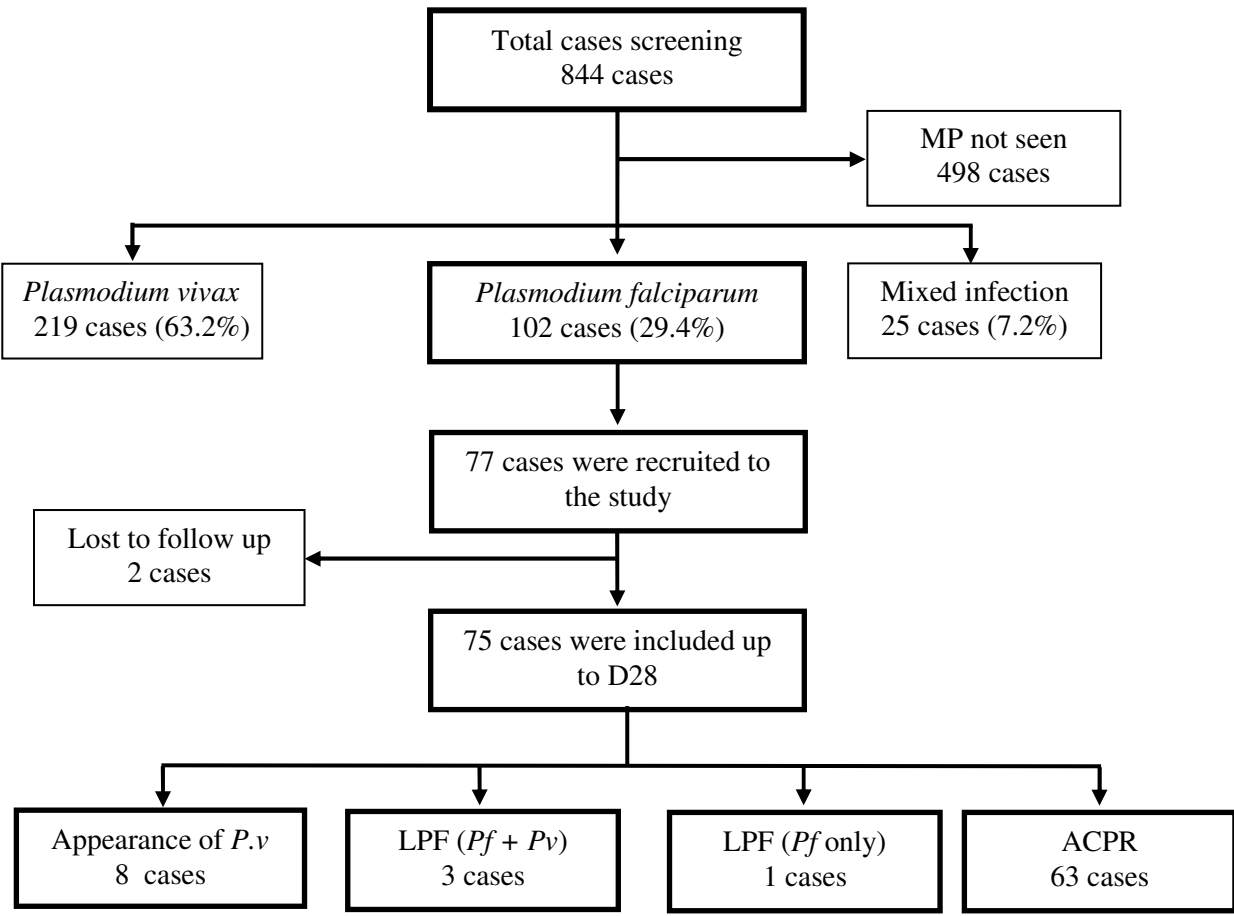 Total cases screening
844 cases
MP not seen
498 cases
Plasmodium vivax
219 cases (63.2%)
Plasmodium falciparum
102 cases (29.4%)
Mixed infection
25 cases (7.2%)
77 cases were recruited to
the study
Lost to follow up
2 cases
75 cases were included up
to D28
Appearance of P.v
8 cases
LPF (Pf + Pv)
3 cases
LPF (Pf only)
1 cases
ACPR
63 cases